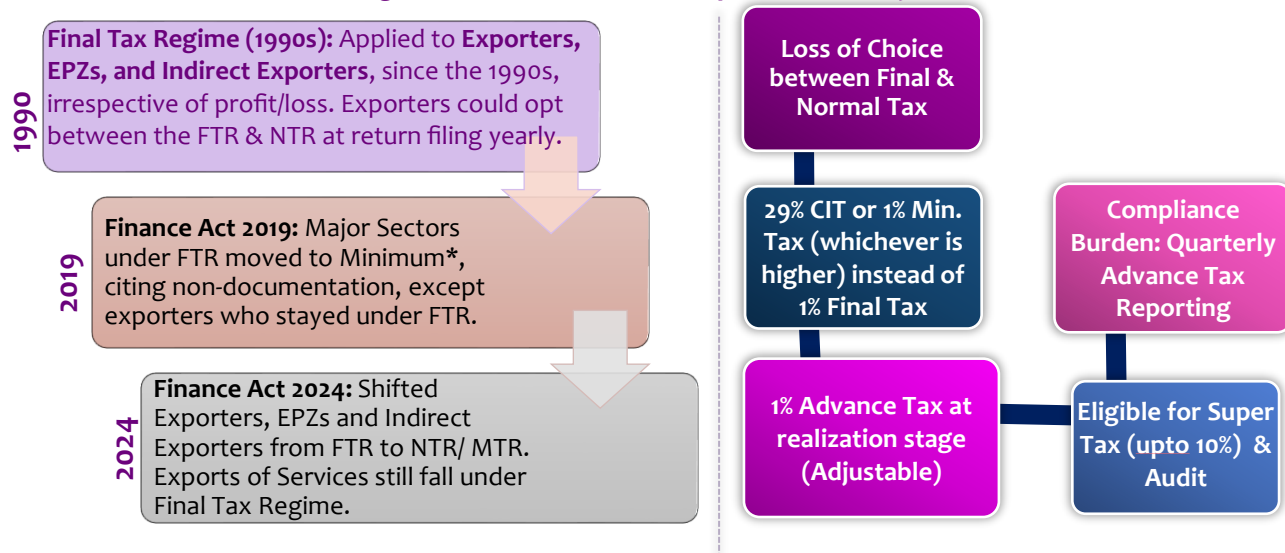 1990
Final Tax Regime (1990s): Applied to Exporters,
EPZs, and Indirect Exporters, since the 1990s,
irrespective of profit/loss. Exporters could opt
between the FTR & NTR at return filing yearly.
2019
Finance Act 2019: Major Sectors
under FTR moved to Minimum*,
citing non-documentation, except
exporters who stayed under FTR.
2024
Finance Act 2024: Shifted
Exporters, EPZs and Indirect
Exporters from FTR to NTR/ MTR.
Exports of Services still fall under
Final Tax Regime.
Loss of Choice
between Final &
Normal Tax
29% CIT or 1% Min.
Tax (whichever is
higher) instead of
1% Final Tax
1% Advance Tax at
realization stage
(Adjustable)
Eligible for Super
Tax (upto 10%) &
Audit
Compliance
Burden: Quarterly
Advance Tax
Reporting